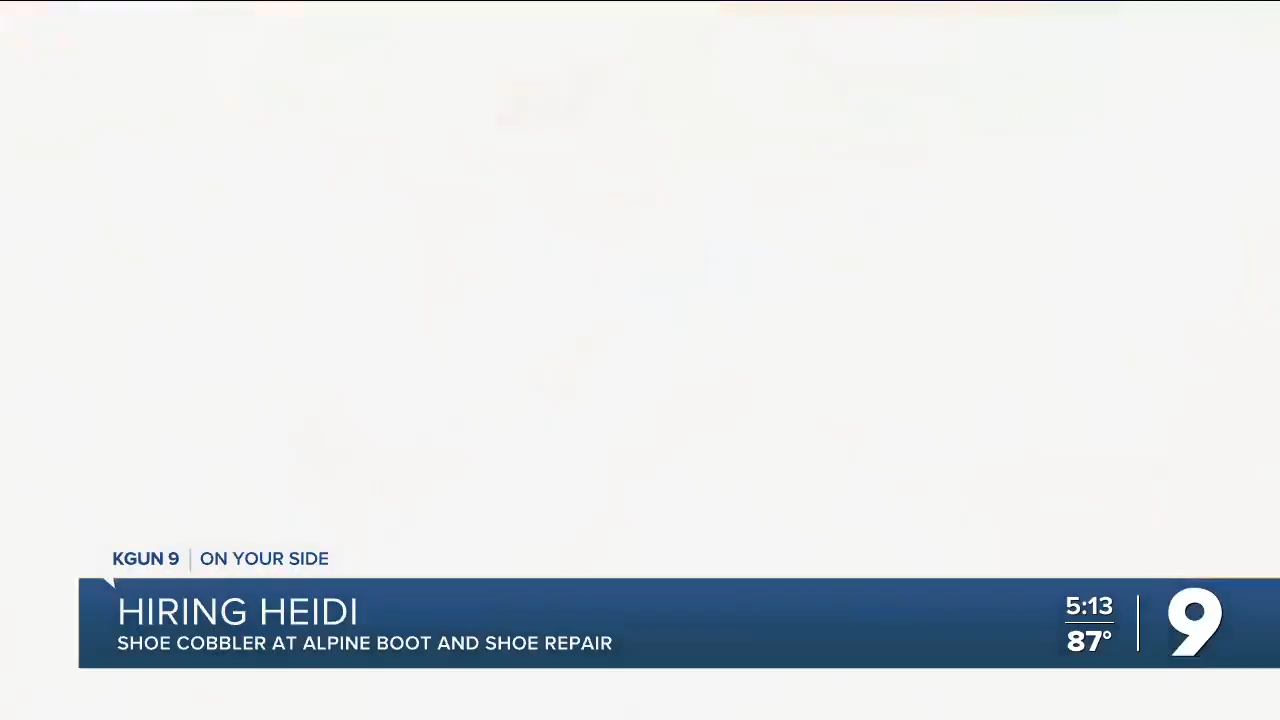 KGUN 9 | ON YOUR SIDE
HIRING HEIDI
SHOE COBBLER AT ALPINE BOOT AND SHOE REPAIR
5:13
87°
9